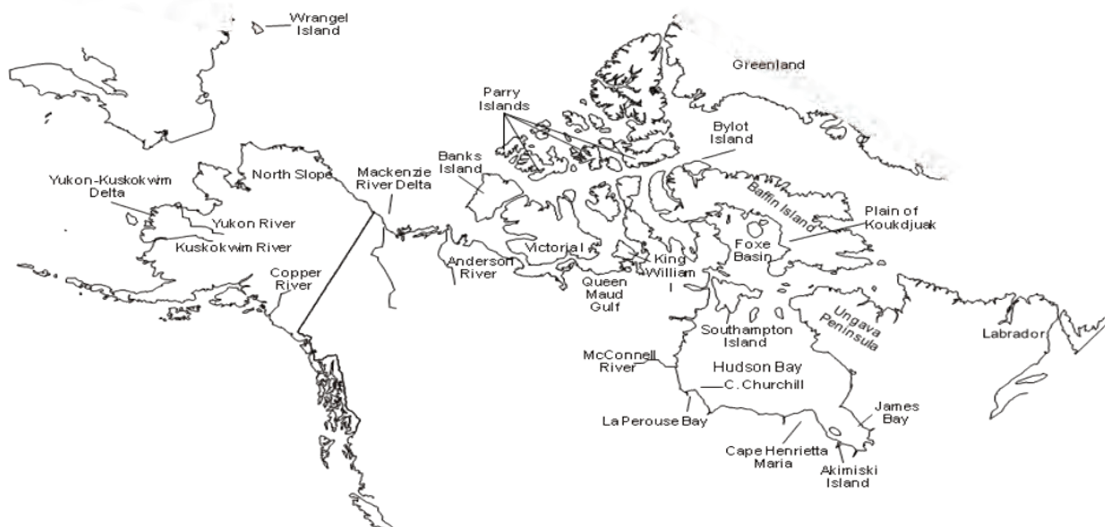 Wrangel
Island
Greenland
Parry
Islands
Bylot
Island
Banks
Island
Mackenzie
River Delta
North Slope
Yukon-Kuskokwim
Delta
Baffin Island
Plain of
Koukdjuak
Yukon River
Kuskokwim River
Foxe
Basin
Victoria I
King
William
I
Anderson
River
Copper
River
Queen
Maud
Gulf
Southampton
Island
Ungava
Peninsula
Labrador
McConnell
River
Hudson Bay
C. Churchill
La Perouse Bay
James
Bay
Cape Henrietta
Maria
Akimiski
Island